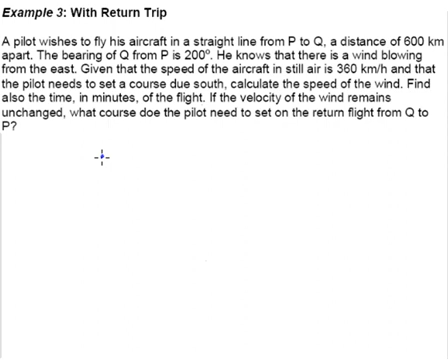 Example 3: With Return Trip
A pilot wishes to fly his aircraft in a straight line from P to Q, a distance of 600 km
apart. The bearing of Q from P is 200°. He knows that there is a wind blowing
from the east. Given that the speed of the aircraft in still air is 360 km/h and that
the pilot needs to set a course due south, calculate the speed of the wind. Find
also the time, in minutes, of the flight. If the velocity of the wind remains
unchanged, what course doe the pilot need to set on the return flight from Q to
P?